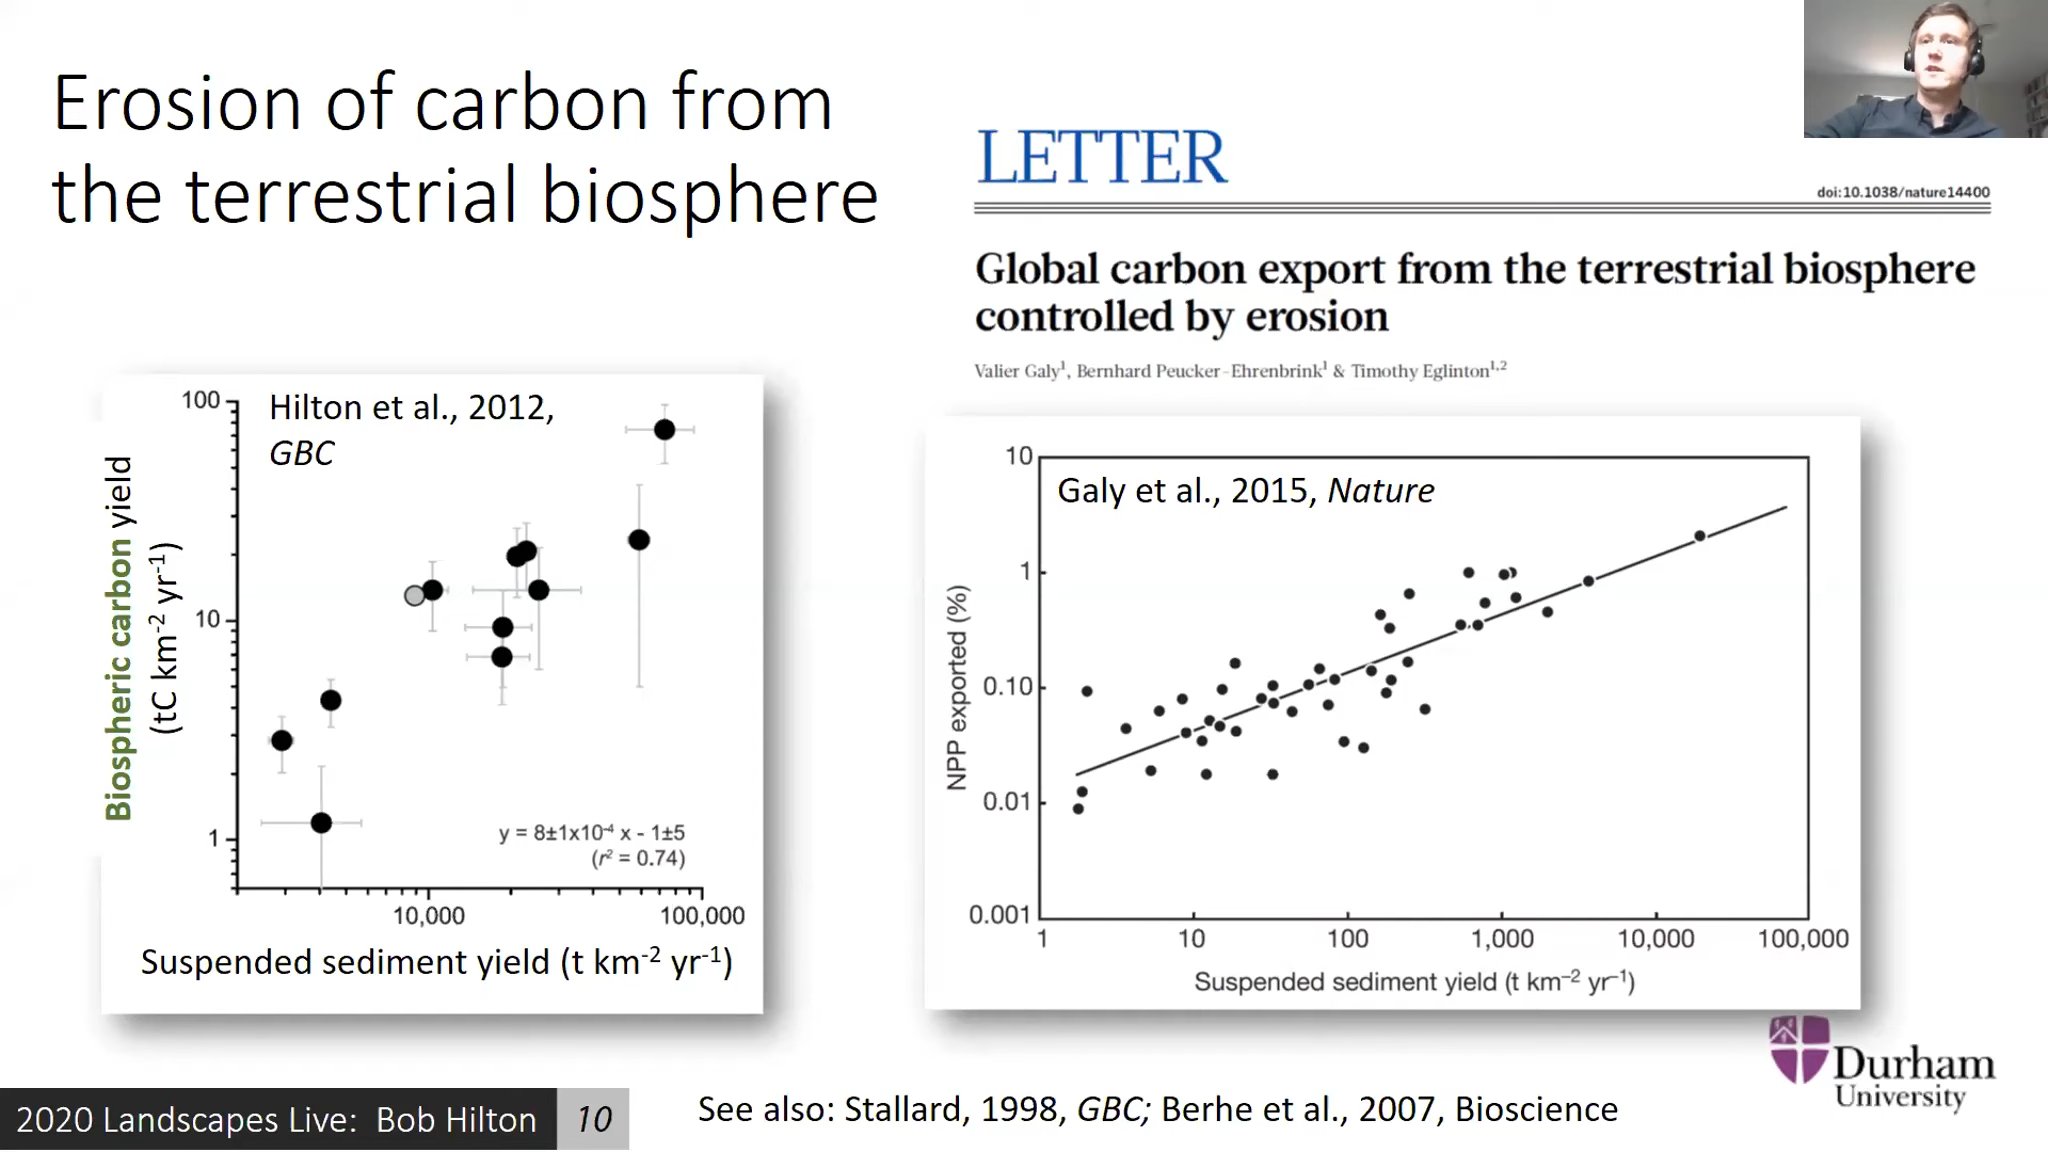 Erosion of carbon from
the terrestrial biosphere
LETTER
doi:10.1038/nature14400
Global carbon export from the terrestrial biosphere
controlled by erosion
Valier Galy¹, Bernhard Peucker-Ehrenbrink¹ & Timothy Eglinton¹,²
Hilton et al., 2012,
GBC
100
10
1
Biospheric carbon yield
(tC km⁻² yr⁻¹)
y = 8±1x10⁻⁴ x - 1±5
(r² = 0.74)
10,000
100,000
Suspended sediment yield (t km⁻² yr⁻¹)
Galy et al., 2015, Nature
10
1
0.10
0.01
0.001
NPP exported (%)
1
10
100
1,000
10,000
100,000
Suspended sediment yield (t km⁻² yr⁻¹)
Durham
University
2020 Landscapes Live: Bob Hilton
10
See also: Stallard, 1998, GBC; Berhe et al., 2007, Bioscience